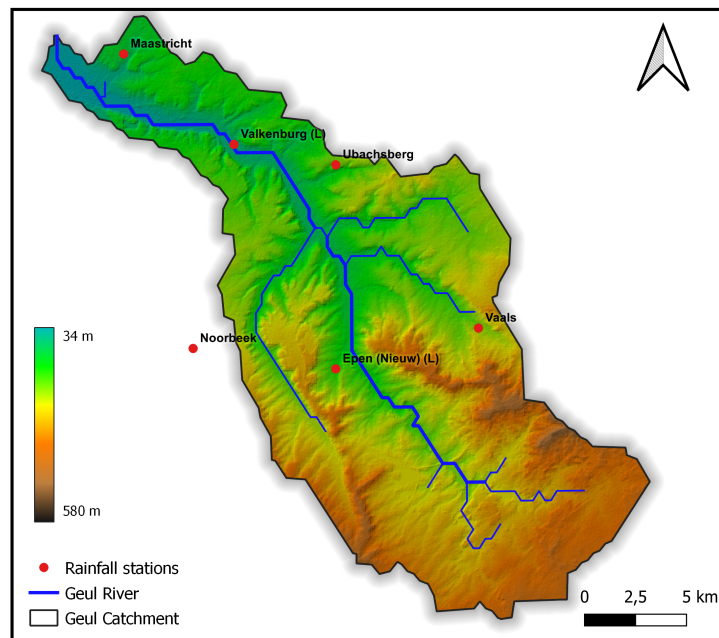 Maastricht
Valkenburg (L)
Ubachsberg
Vaals
Noorbeek
Epen (Nieuw) (L)
34 m
580 m
Rainfall stations
Geul River
Geul Catchment
0 2,5 5 km